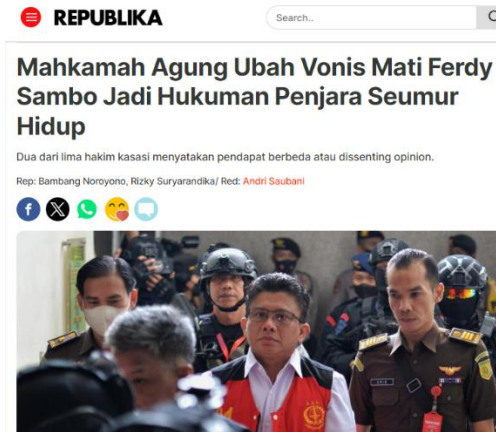 REPUBLIKA
Search..
Mahkamah Agung Ubah Vonis Mati Ferdy
Sambo Jadi Hukuman Penjara Seumur
Hidup
Dua dari lima hakim kasasi menyatakan pendapat berbeda atau dissenting opinion.
Rep: Bambang Noroyono, Rizky Suryarandika/ Red: Andri Saubani